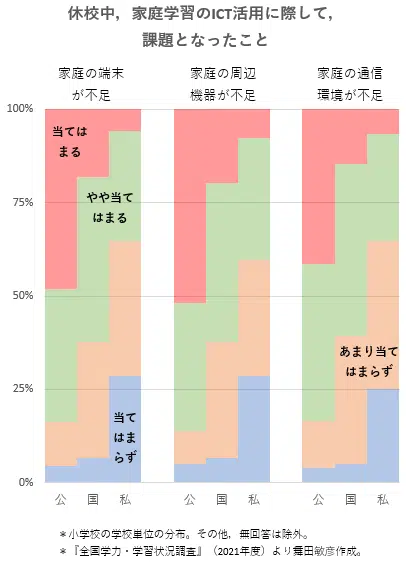 休校中，家庭学習のICT活用に際して，
課題となったこと
家庭の端末
が不足
家庭の周辺
機器が不足
家庭の通信
環境が不足
100%
75%
50%
25%
0%
当ては
まる
やや当て
はまる
あまり当て
はまらず
当て
はま
らず
公 国 私 公 国 私 公 国 私
＊小学校の学校単位の分布。その他，無回答は除外。
＊『全国学力・学習状況調査』（2021年度）より舞田敏彦作成。